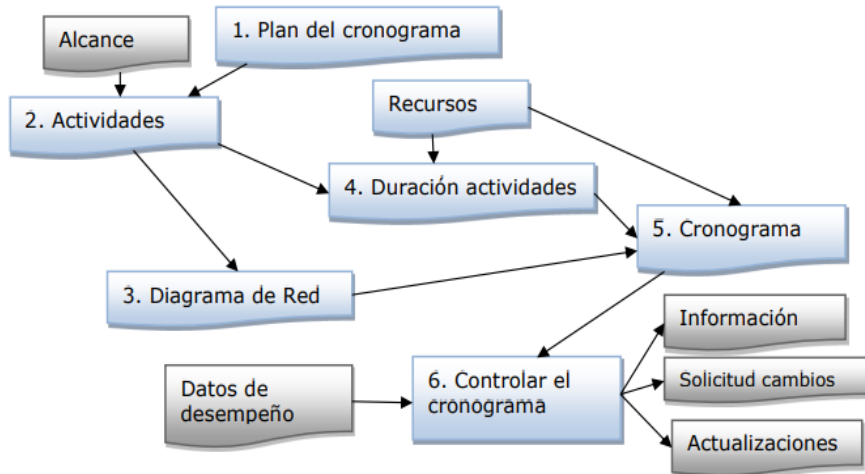 Alcance
1. Plan del cronograma
2. Actividades
Recursos
4. Duración actividades
5. Cronograma
3. Diagrama de Red
Información
Datos de
desempeño
6. Controlar el
cronograma
Solicitud cambios
Actualizaciones